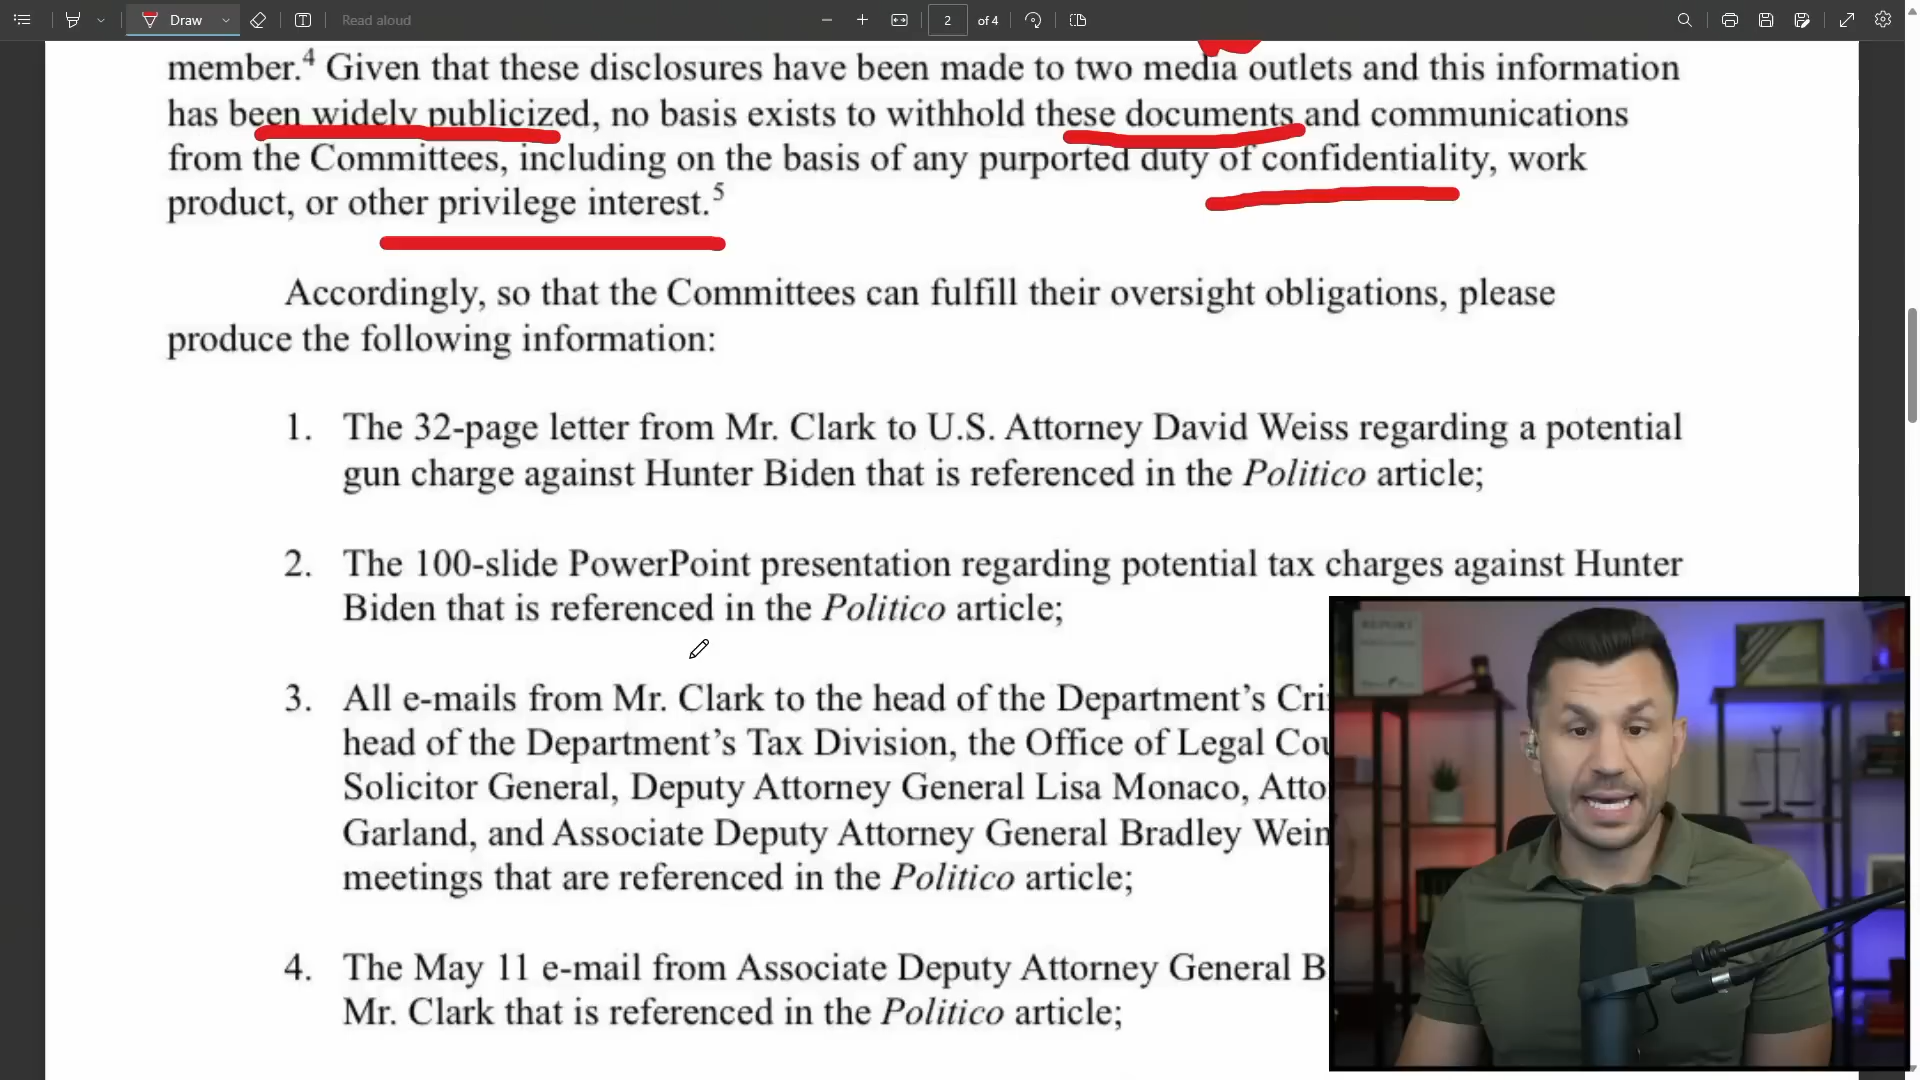 Draw
Read aloud
2 of 4
member.4 Given that these disclosures have been made to two media outlets and this information
has been widely publicized, no basis exists to withhold these documents and communications
from the Committees, including on the basis of any purported duty of confidentiality, work
product, or other privilege interest.5
Accordingly, so that the Committees can fulfill their oversight obligations, please
produce the following information:
1. The 32-page letter from Mr. Clark to U.S. Attorney David Weiss regarding a potential
gun charge against Hunter Biden that is referenced in the Politico article;
2. The 100-slide PowerPoint presentation regarding potential tax charges against Hunter
Biden that is referenced in the Politico article;
3. All e-mails from Mr. Clark to the head of the Department’s Cri
head of the Department’s Tax Division, the Office of Legal Cou
Solicitor General, Deputy Attorney General Lisa Monaco, Atto
Garland, and Associate Deputy Attorney General Bradley Wein
meetings that are referenced in the Politico article;
4. The May 11 e-mail from Associate Deputy Attorney General B
Mr. Clark that is referenced in the Politico article;
REPORT